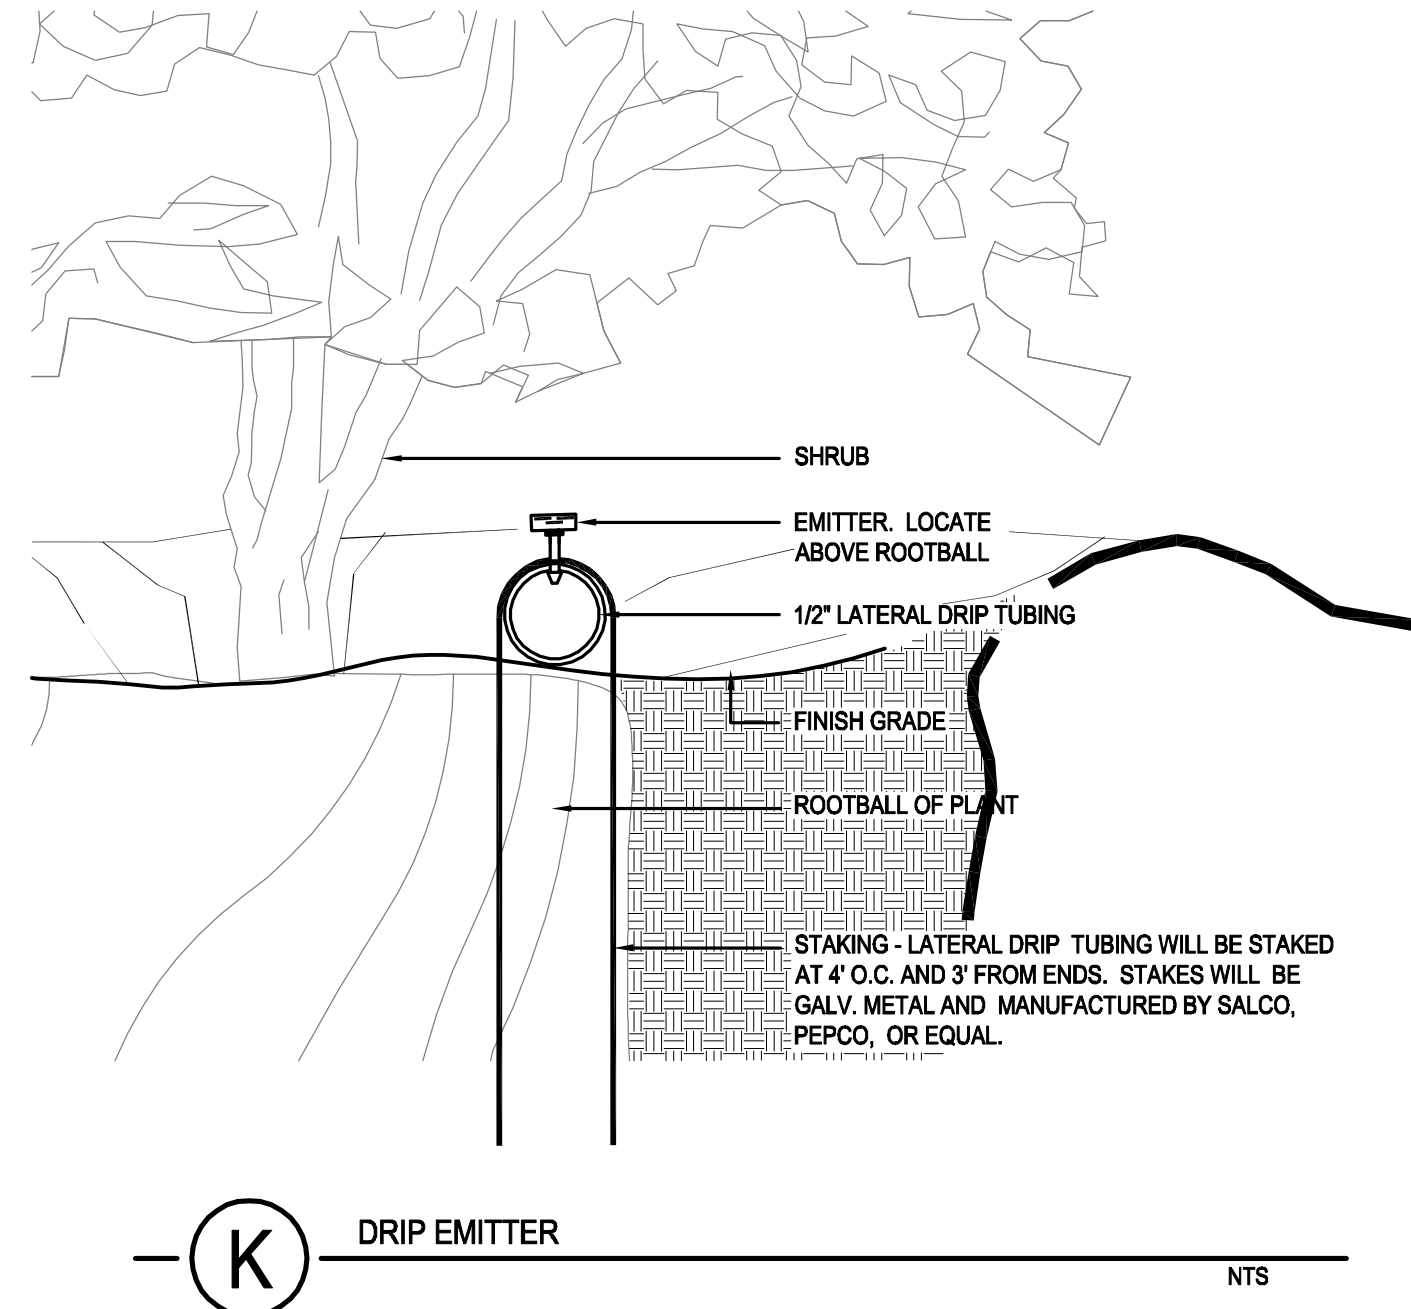 SHRUB
EMITTER. LOCATE
ABOVE ROOTBALL
1/2" LATERAL DRIP TUBING
FINISH GRADE
ROOTBALL OF PLANT
STAKING - LATERAL DRIP TUBING WILL BE STAKED
AT 4' O.C. AND 3' FROM ENDS. STAKES WILL BE
GALV. METAL AND MANUFACTURED BY SALCO,
PEPCO, OR EQUAL.
K
DRIP EMITTER
NTS